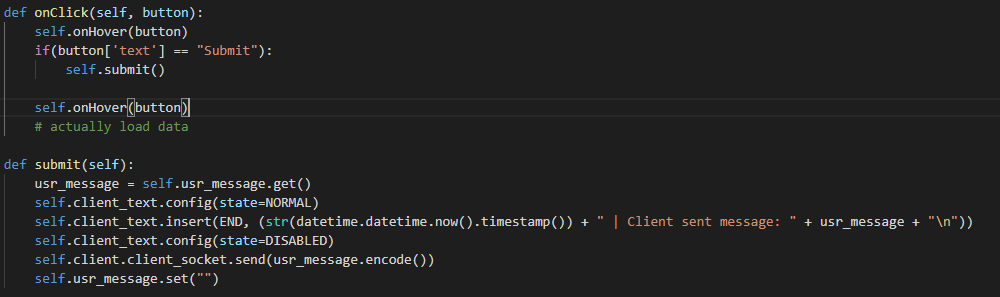 def onClick(self, button):
    self.onHover(button)
    if(button['text'] == "Submit"):
        self.submit()

    self.onHover(button)
    # actually load data

def submit(self):
    usr_message = self.usr_message.get()
    self.client_text.config(state=NORMAL)
    self.client_text.insert(END, (str(datetime.datetime.now().timestamp()) + " | Client sent message: " + usr_message + "\n"))
    self.client_text.config(state=DISABLED)
    self.client.client_socket.send(usr_message.encode())
    self.usr_message.set("")